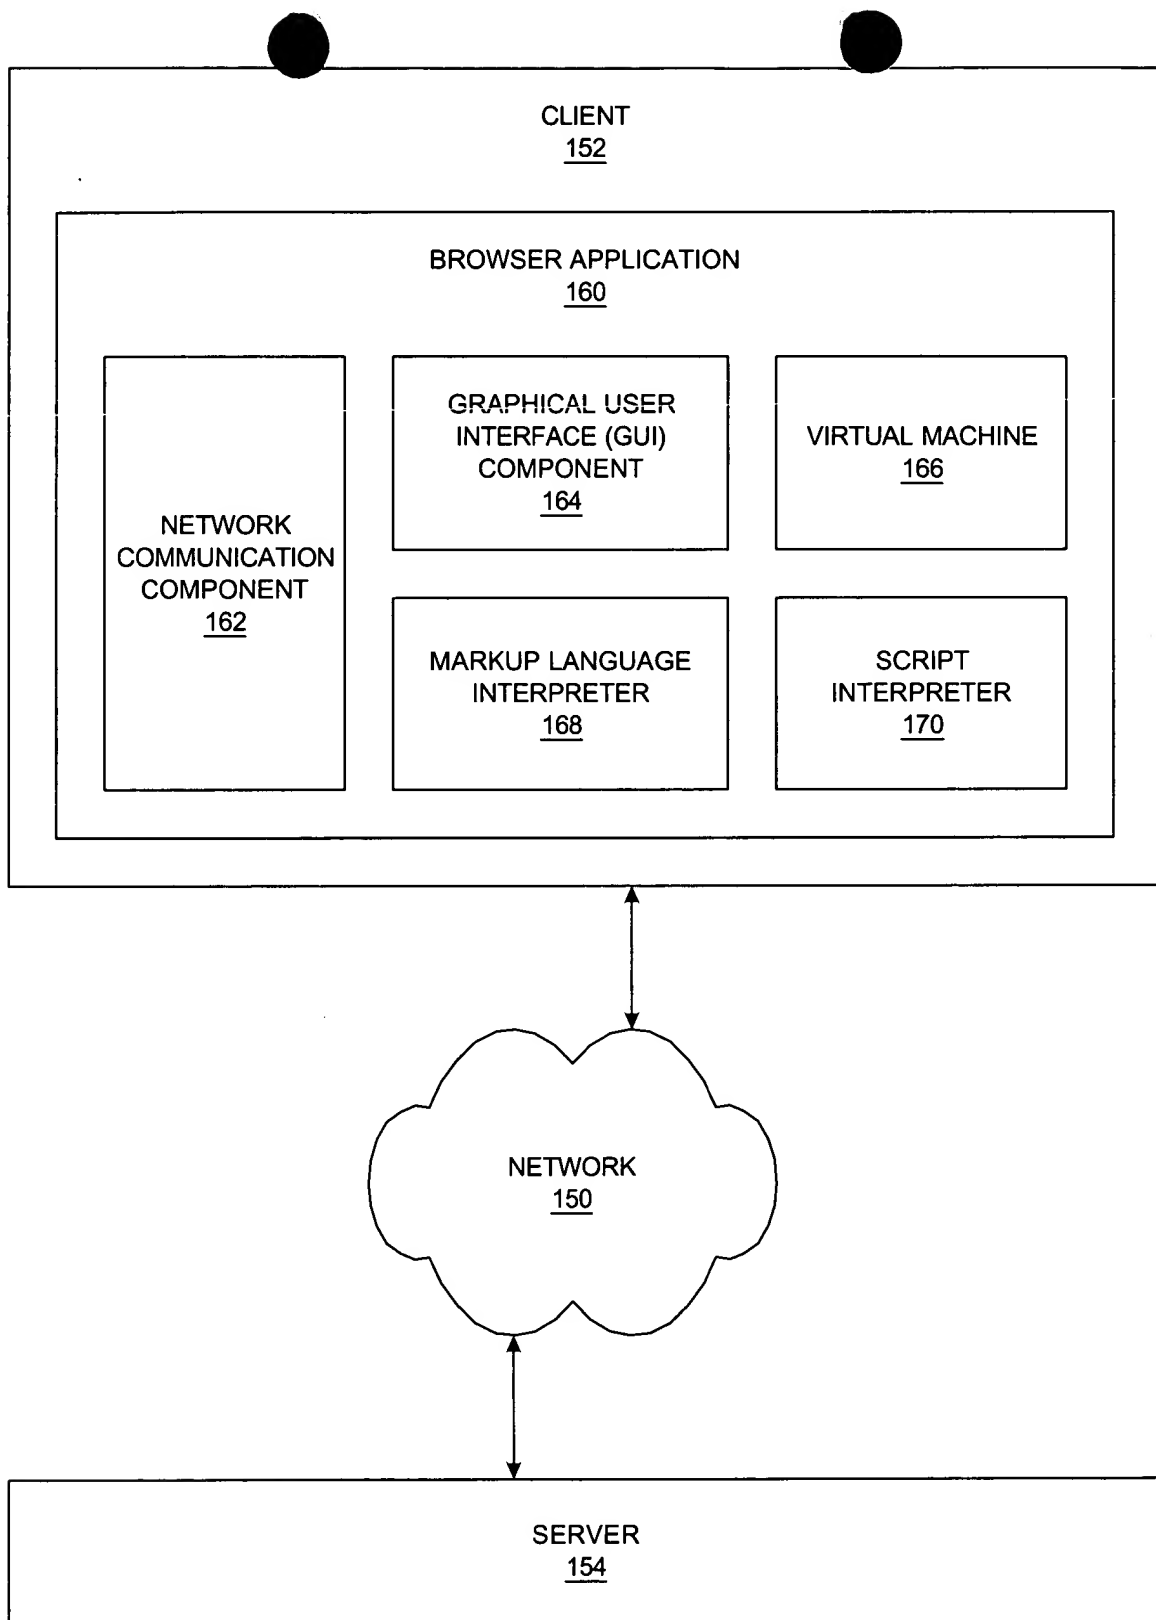 CLIENT
152
BROWSER APPLICATION
160
NETWORK
COMMUNICATION
COMPONENT
162
GRAPHICAL USER
INTERFACE (GUI)
COMPONENT
164
VIRTUAL MACHINE
166
MARKUP LANGUAGE
INTERPRETER
168
SCRIPT
INTERPRETER
170
NETWORK
150
SERVER
154